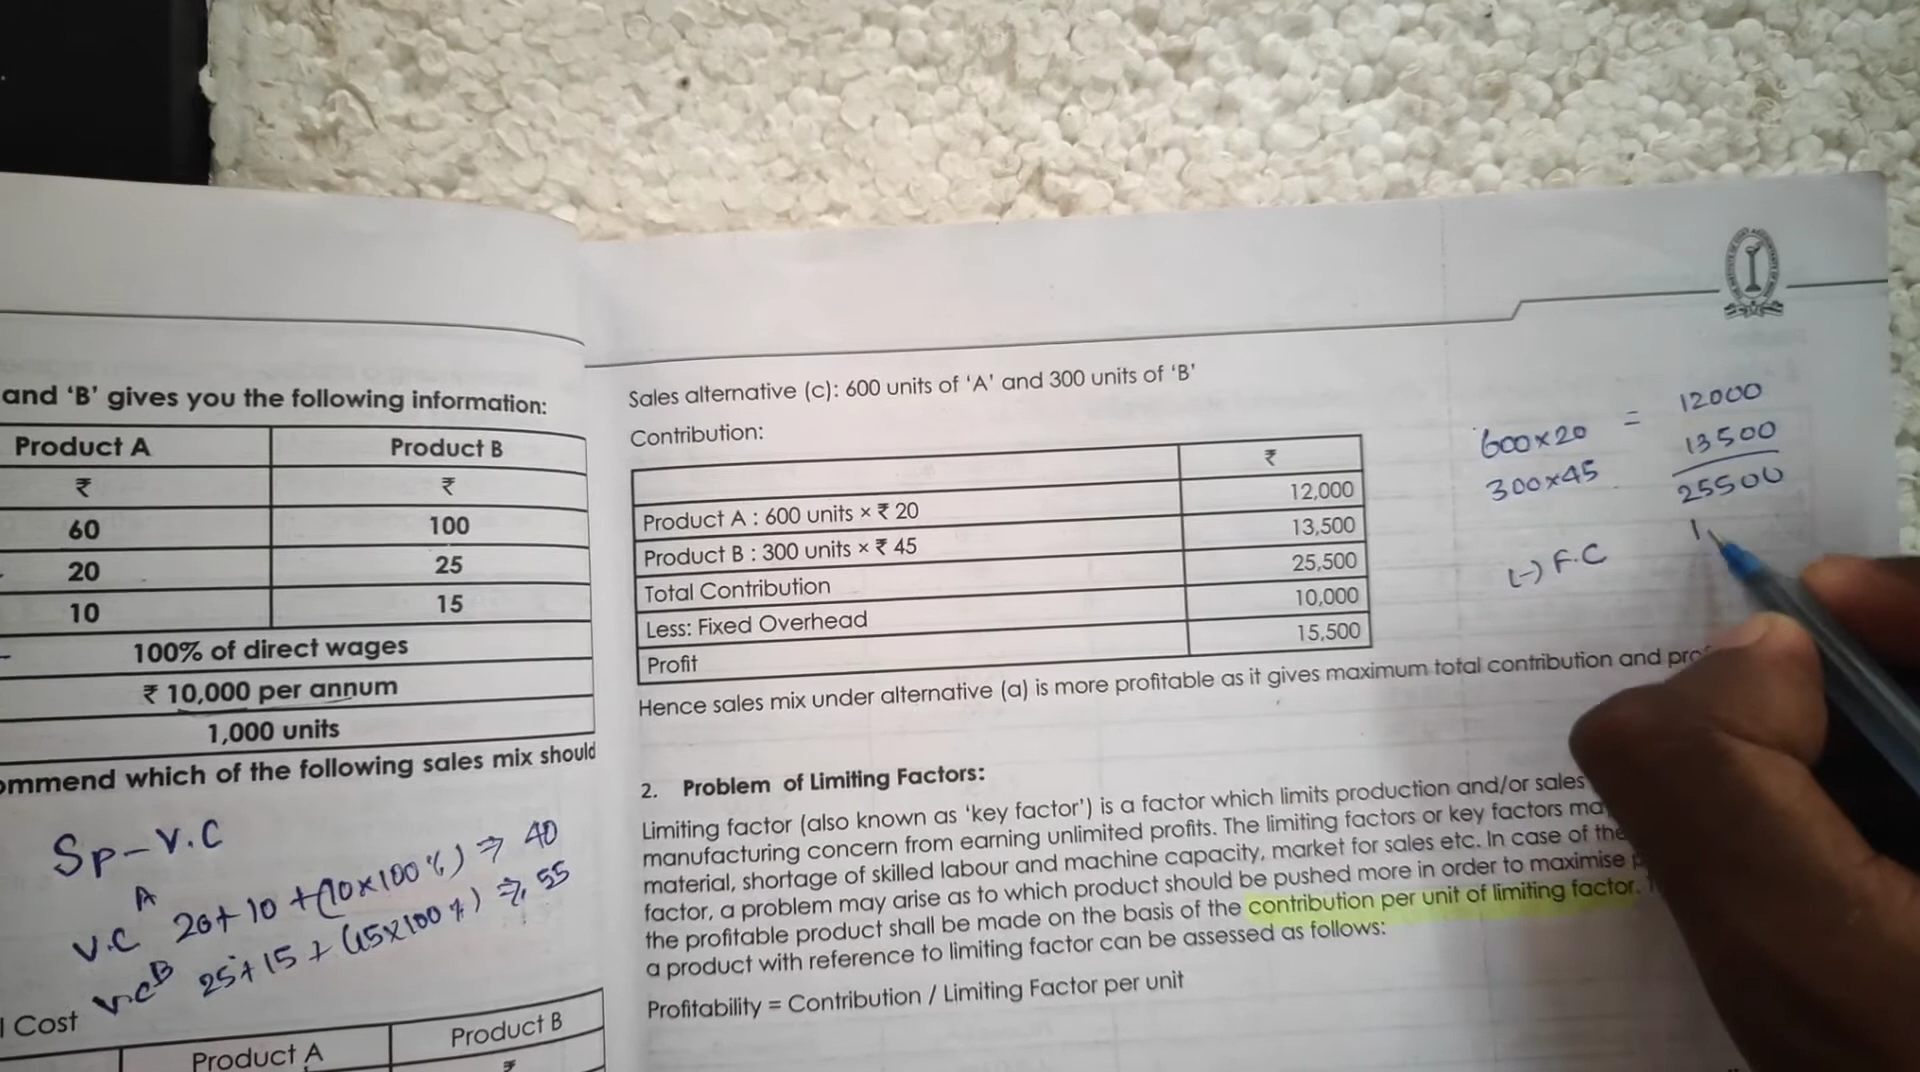 and ‘B’ gives you the following information:
Product A Product B
₹ ₹
60 100
20 25
10 15
100% of direct wages
₹ 10,000 per annum
1,000 units
which of the following sales mix should
Sp-V.C
A
V.C 20+10+(10×100%) ⇒ 40
V.C B 25+15+(15×100%) ⇒ 55
Cost
Product A Product B
₹
Sales alternative (c): 600 units of ‘A’ and 300 units of ‘B’
Contribution:
₹
Product A : 600 units × ₹ 20 12,000
Product B : 300 units × ₹ 45 13,500
Total Contribution 25,500
Less: Fixed Overhead 10,000
Profit 15,500
Hence sales mix under alternative (a) is more profitable as it gives maximum total contribution and
2. Problem of Limiting Factors:
Limiting factor (also known as ‘key factor’) is a factor which limits production and/or sales
manufacturing concern from earning unlimited profits. The limiting factors or key factors
material, shortage of skilled labour and machine capacity, market for sales etc. In case of the
factor, a problem may arise as to which product should be pushed more in order to maximise
the profitable product shall be made on the basis of the contribution per unit of limiting factor.
a product with reference to limiting factor can be assessed as follows:
Profitability = Contribution / Limiting Factor per unit
600×20 = 12000
300×45 13500
25500
(-) F.C 1